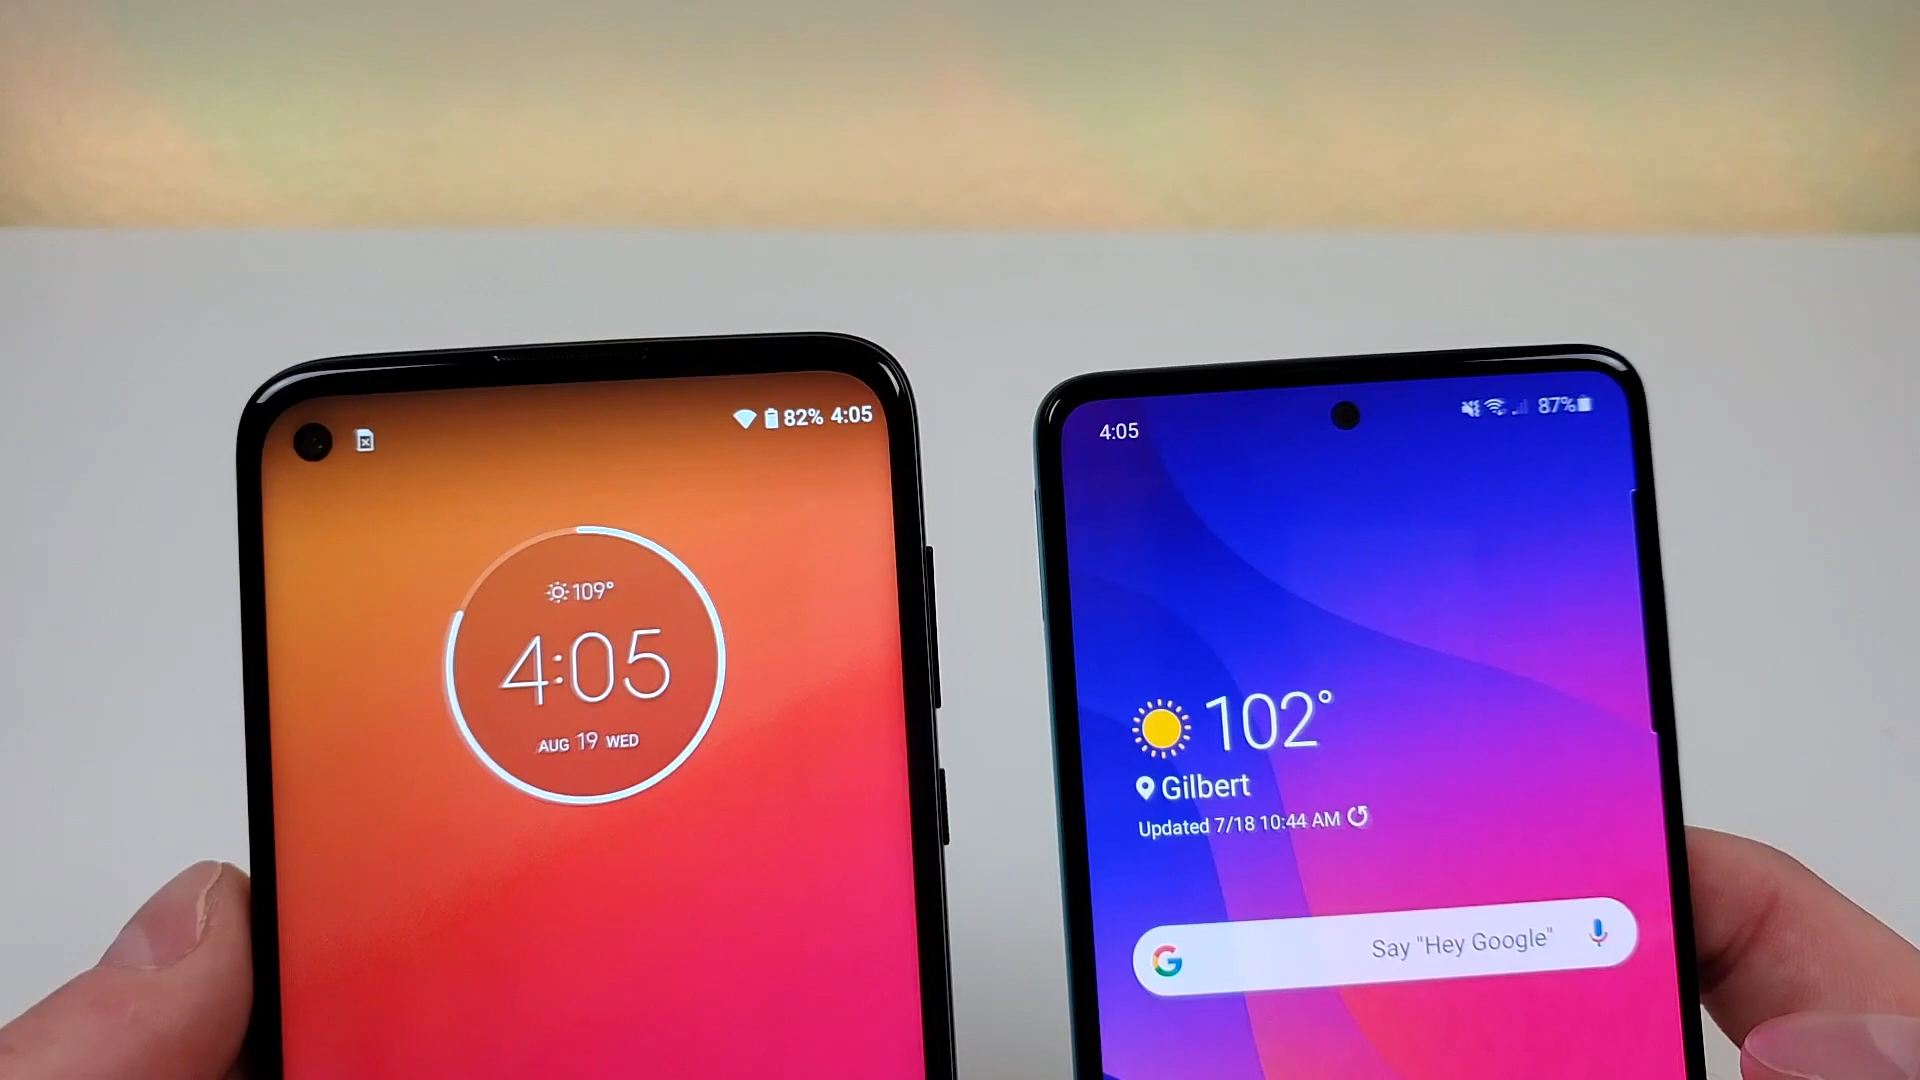 82% 4:05
109°
4:05
AUG 19 WED
4:05
87%
102°
Gilbert
Updated 7/18 10:44 AM
G
Say "Hey Google"